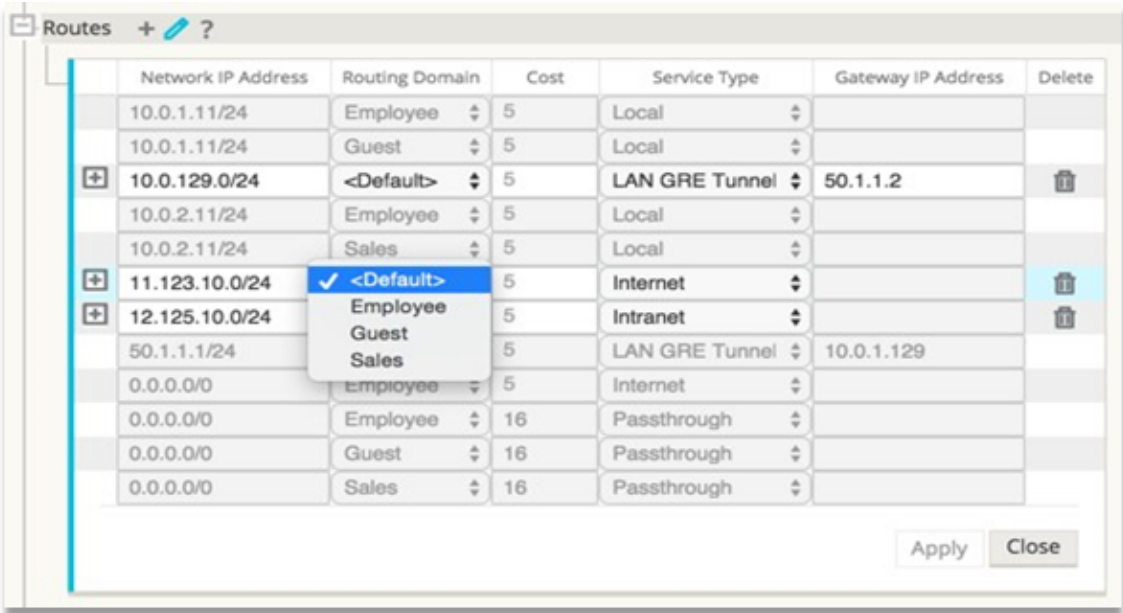 Routes + ?
Network IP Address Routing Domain Cost Service Type Gateway IP Address Delete
10.0.1.11/24 Employee 5 Local
10.0.1.11/24 Guest 5 Local
10.0.129.0/24 <Default> 5 LAN GRE Tunnel 50.1.1.2
10.0.2.11/24 Employee 5 Local
10.0.2.11/24 Sales 5 Local
11.123.10.0/24 ✓ <Default> 5 Internet
12.125.10.0/24 Employee 5 Intranet
Guest
50.1.1.1/24 Sales 5 LAN GRE Tunnel 10.0.1.129
0.0.0.0/0 Employee 5 Internet
0.0.0.0/0 Employee 16 Passthrough
0.0.0.0/0 Guest 16 Passthrough
0.0.0.0/0 Sales 16 Passthrough
Apply Close